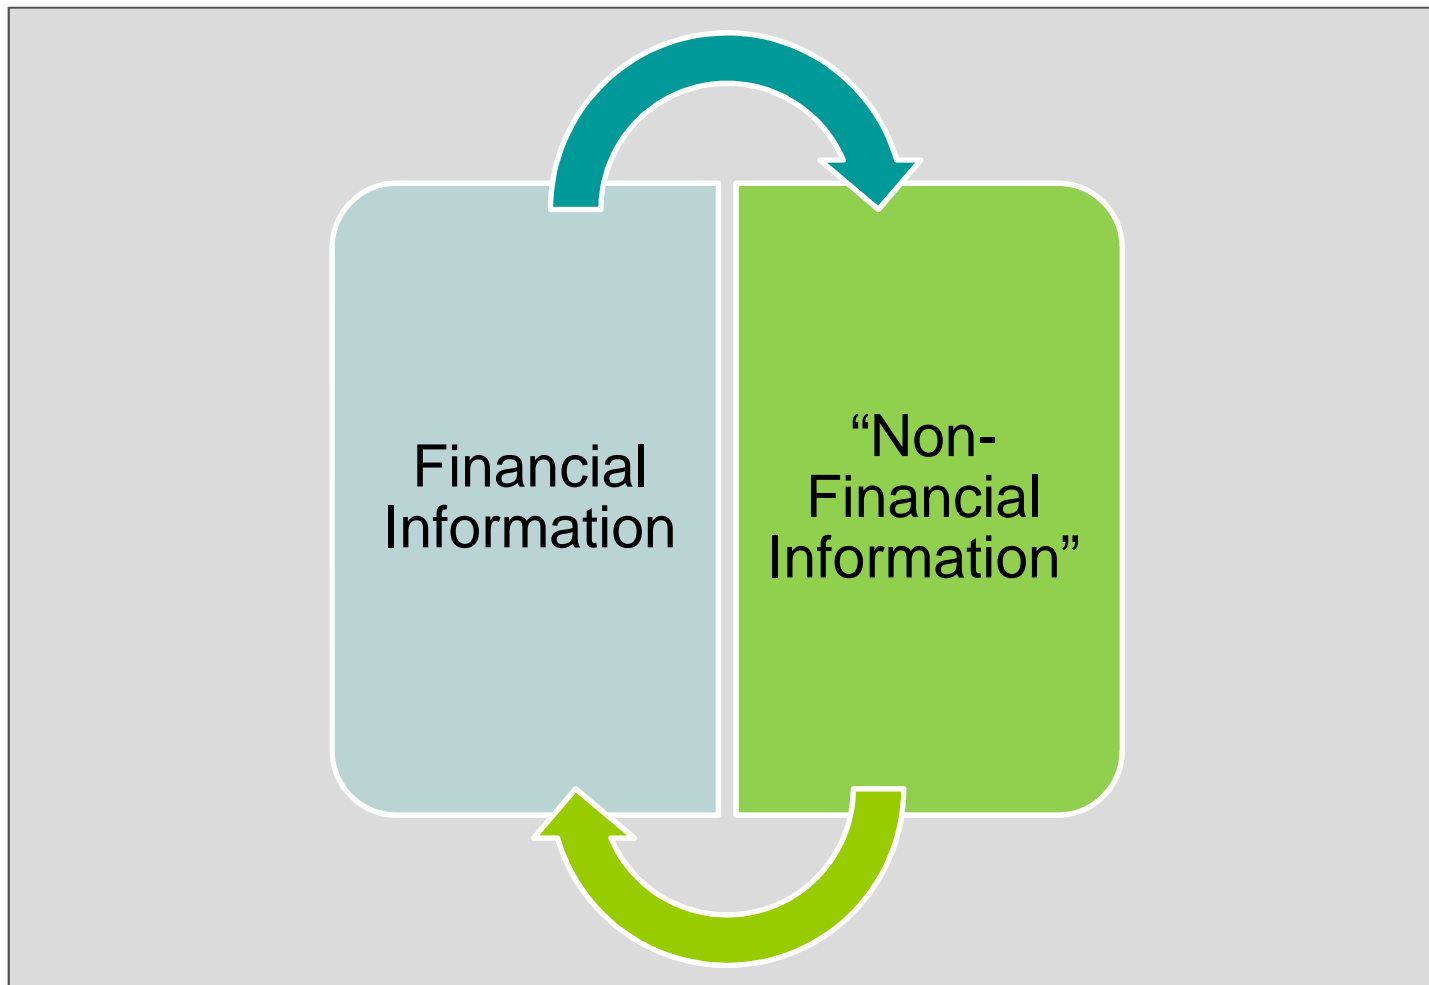 Financial
Information
“Non-
Financial
Information”